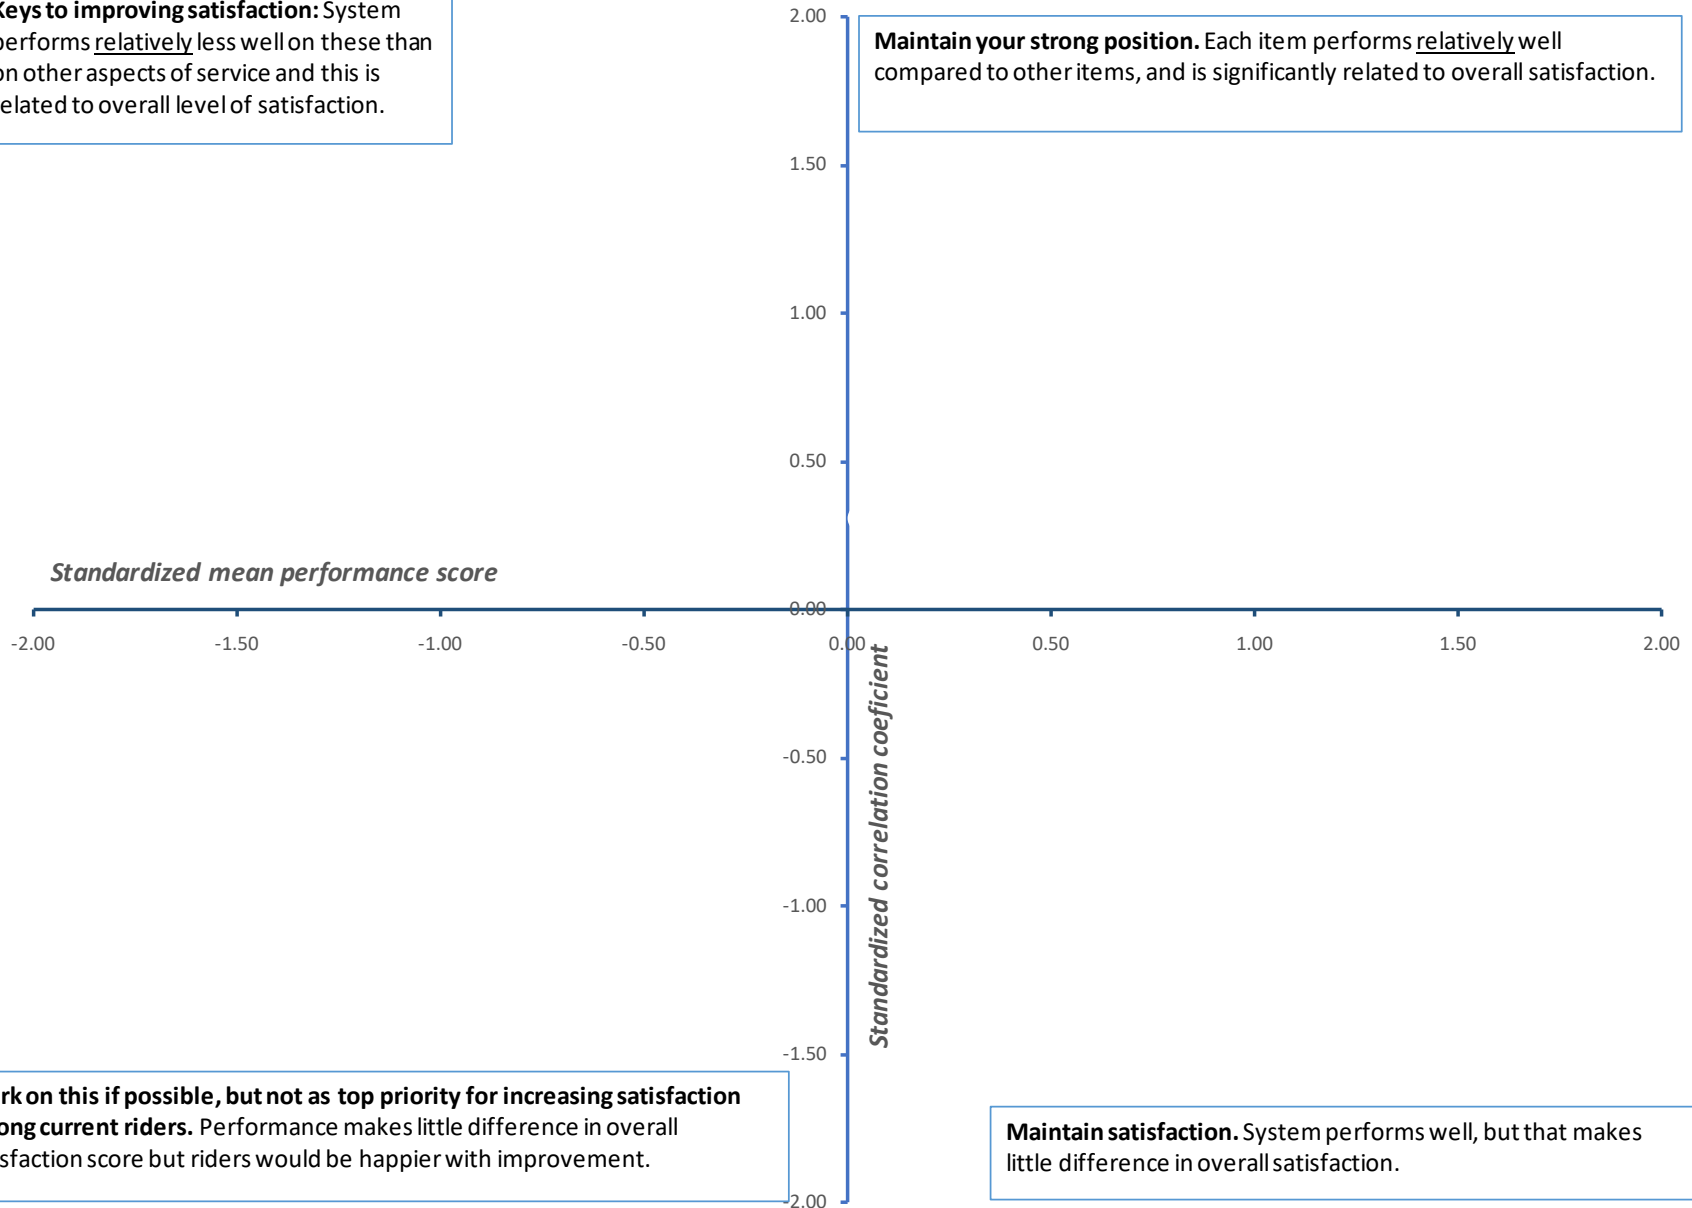 Keys to improving satisfaction: System
performs relatively less well on these than
on other aspects of service and this is
related to overall level of satisfaction.
2.00
Maintain your strong position. Each item performs relatively well
compared to other items, and is significantly related to overall satisfaction.
1.50
1.00
0.50
Standardized mean performance score
0.00
-2.00 -1.50 -1.00 -0.50 0.00 0.50 1.00 1.50 2.00
Standardized correlation coeficient
-0.50
-1.00
-1.50
rk on this if possible, but not as top priority for increasing satisfaction
ong current riders. Performance makes little difference in overall
isfaction score but riders would be happier with improvement.
Maintain satisfaction. System performs well, but that makes
little difference in overall satisfaction.
2.00